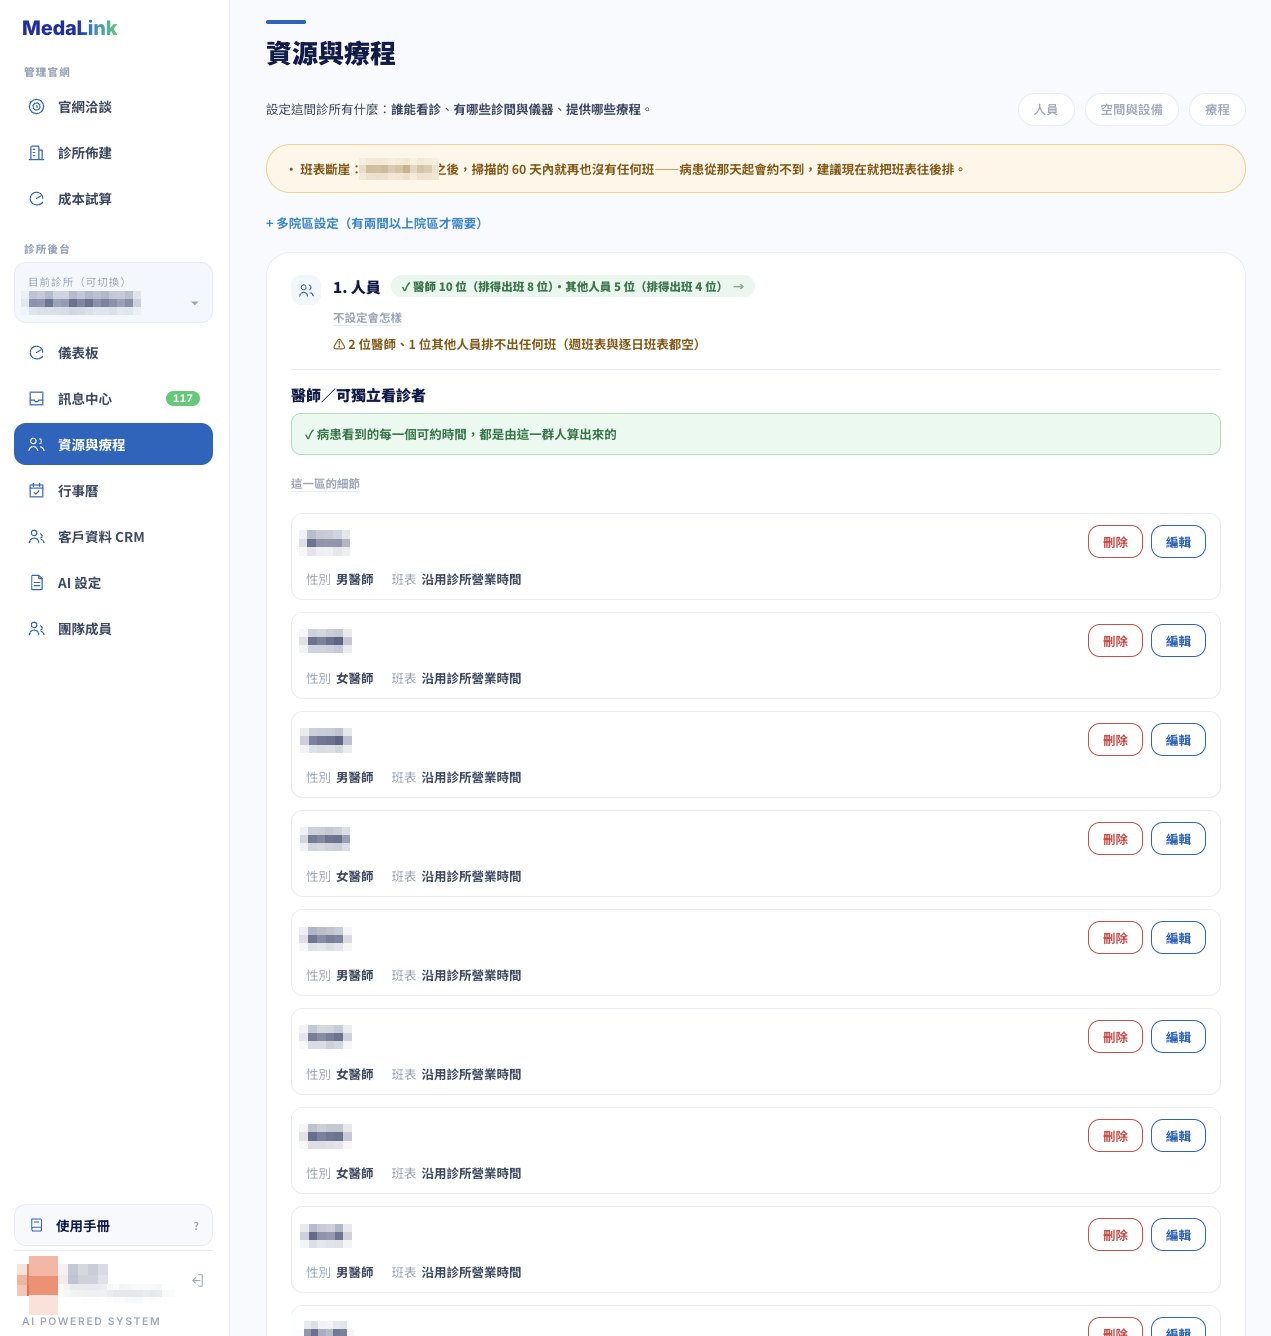 MedaLink
管理官網
官網洽談
診所佈建
成本試算
診所後台
目前診所（可切換）
儀表板
訊息中心 117
資源與療程
行事曆
客戶資料 CRM
AI 設定
團隊成員
使用手冊 ?
AI POWERED SYSTEM
資源與療程
設定這間診所有什麼：誰能看診、有哪些診間與儀器、提供哪些療程。
人員 空間與設備 療程
• 班表斷崖： 之後，掃描的 60 天內就再也沒有任何班——病患從那天起會約不到，建議現在就把班表往後排。
+ 多院區設定（有兩間以上院區才需要）
1. 人員 ✓ 醫師 10 位（排得出班 8 位）・其他人員 5 位（排得出班 4 位） →
不設定會怎樣
⚠ 2 位醫師、1 位其他人員排不出任何班（週班表與逐日班表都空）
醫師／可獨立看診者
✓ 病患看到的每一個可約時間，都是由這一群人算出來的
這一區的細節
刪除 編輯
性別 男醫師 班表 沿用診所營業時間
刪除 編輯
性別 女醫師 班表 沿用診所營業時間
刪除 編輯
性別 男醫師 班表 沿用診所營業時間
刪除 編輯
性別 女醫師 班表 沿用診所營業時間
刪除 編輯
性別 男醫師 班表 沿用診所營業時間
刪除 編輯
性別 女醫師 班表 沿用診所營業時間
刪除 編輯
性別 女醫師 班表 沿用診所營業時間
刪除 編輯
性別 男醫師 班表 沿用診所營業時間
刪除 編輯